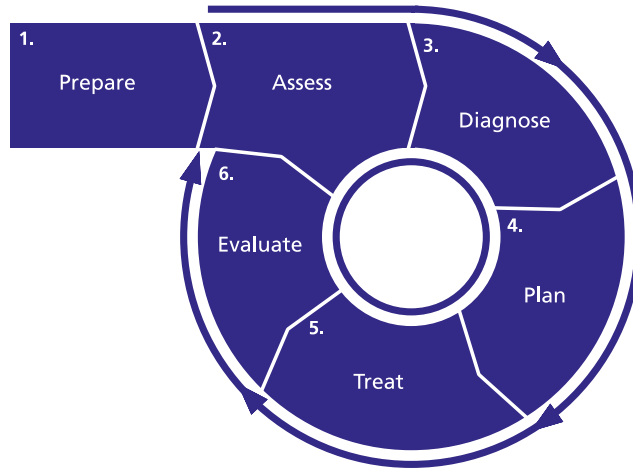 1.
Prepare
2.
Assess
3.
Diagnose
4.
Plan
5.
Treat
6.
Evaluate